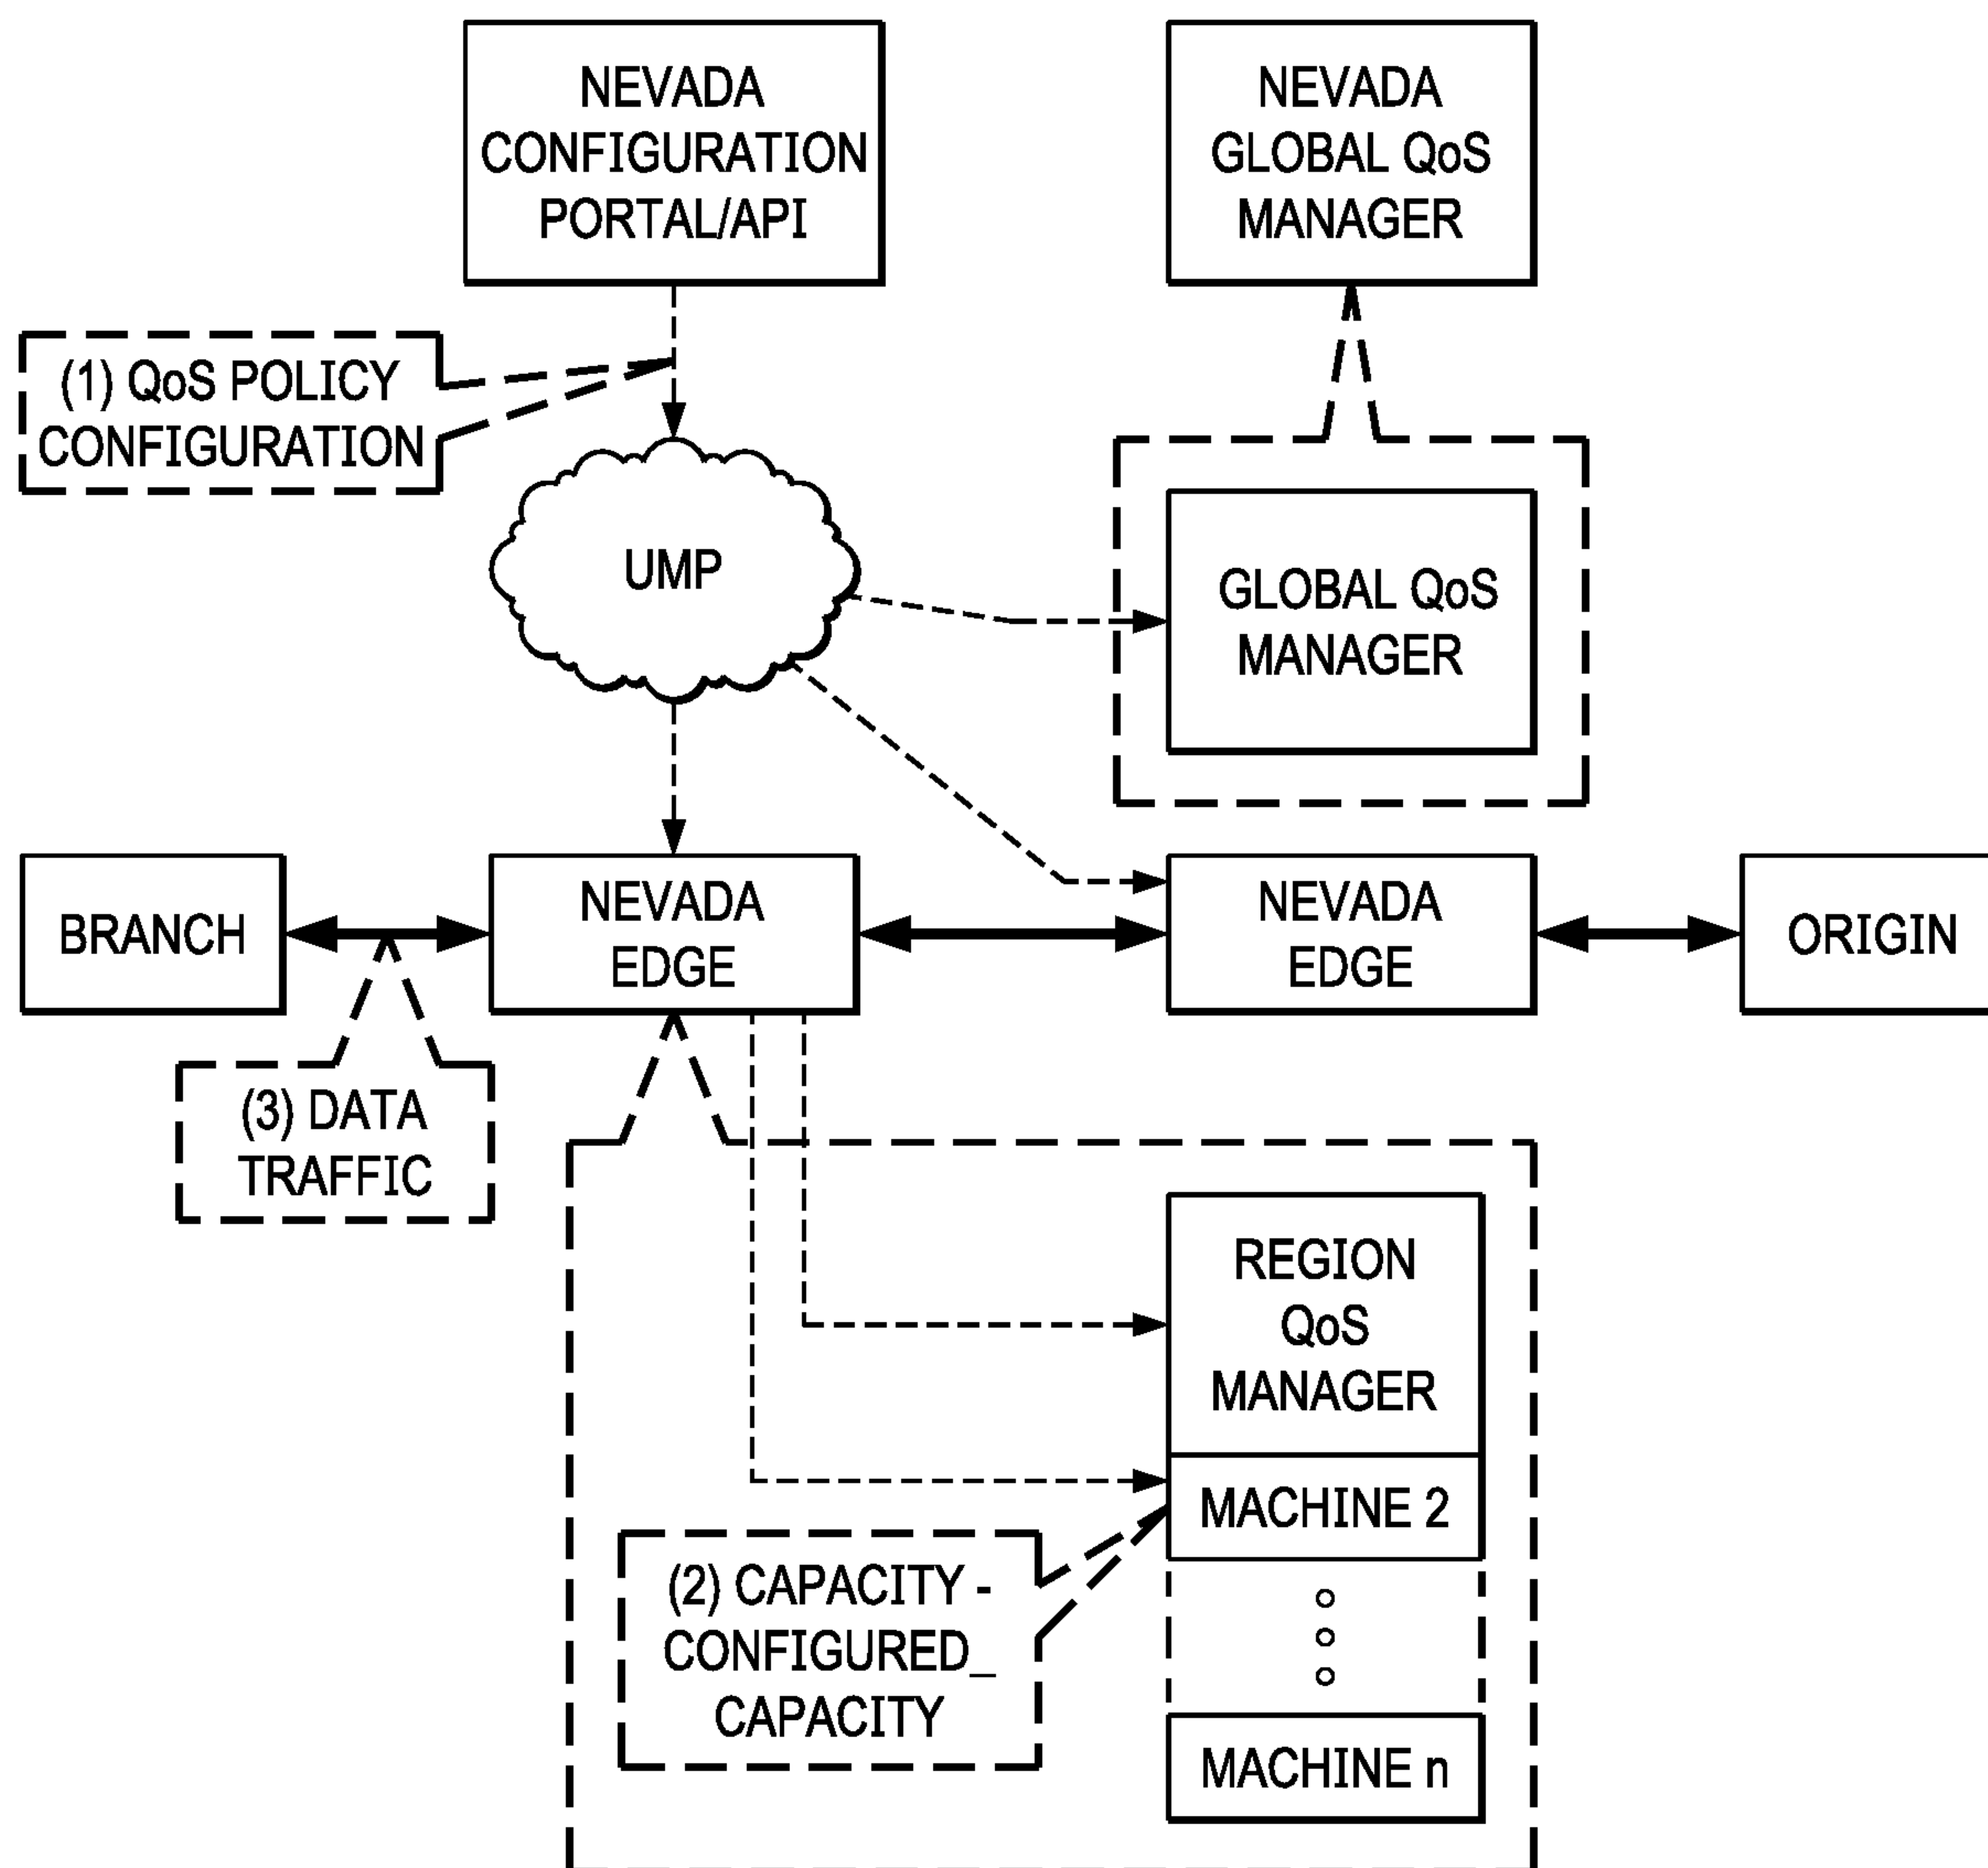 NEVADA
CONFIGURATION
PORTAL/API
NEVADA
GLOBAL QoS
MANAGER
(1) QoS POLICY
CONFIGURATION
UMP
GLOBAL QoS
MANAGER
BRANCH
NEVADA
EDGE
NEVADA
EDGE
ORIGIN
(3) DATA
TRAFFIC
REGION
QoS
MANAGER
MACHINE 2
(2) CAPACITY -
CONFIGURED_
CAPACITY
MACHINE n